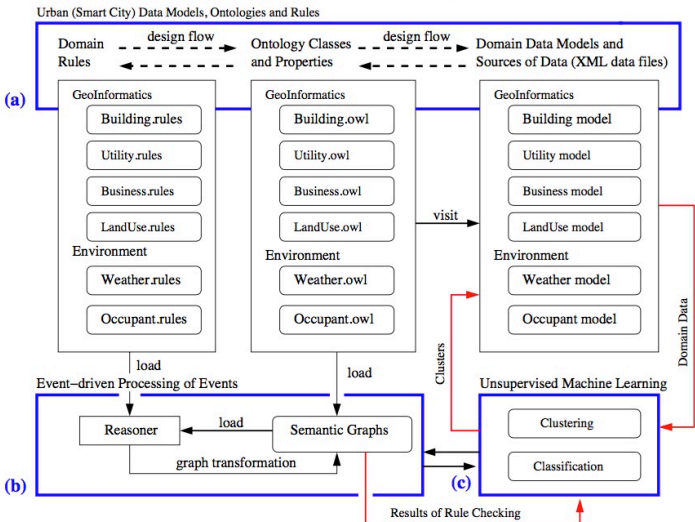 Urban (Smart City) Data Models, Ontologies and Rules
Domain
Rules
design flow
Ontology Classes
and Properties
design flow
Domain Data Models and
Sources of Data (XML data files)
(a)
GeoInformatics
Building.rules
Utility.rules
Business.rules
LandUse.rules
Environment
Weather.rules
Occupant.rules
GeoInformatics
Building.owl
Utility.owl
Business.owl
LandUse.owl
Environment
Weather.owl
Occupant.owl
visit
GeoInformatics
Building model
Utility model
Business model
LandUse model
Environment
Weather model
Occupant model
Clusters
Domain Data
load
load
Event-driven Processing of Events
Reasoner
load
Semantic Graphs
graph transformation
(b)
Unsupervised Machine Learning
Clustering
Classification
(c)
Results of Rule Checking